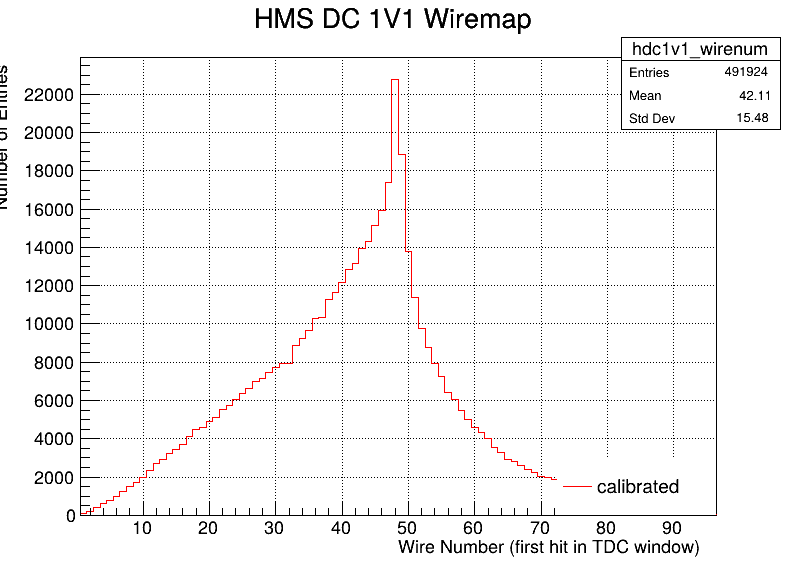 HMS DC 1V1 Wiremap
hdc1v1_wirenum
Entries 491924
Mean 42.11
Std Dev 15.48
Number of Entries
22000
20000
18000
16000
14000
12000
10000
8000
6000
4000
2000
0
calibrated
10 20 30 40 50 60 70 80 90
Wire Number (first hit in TDC window)